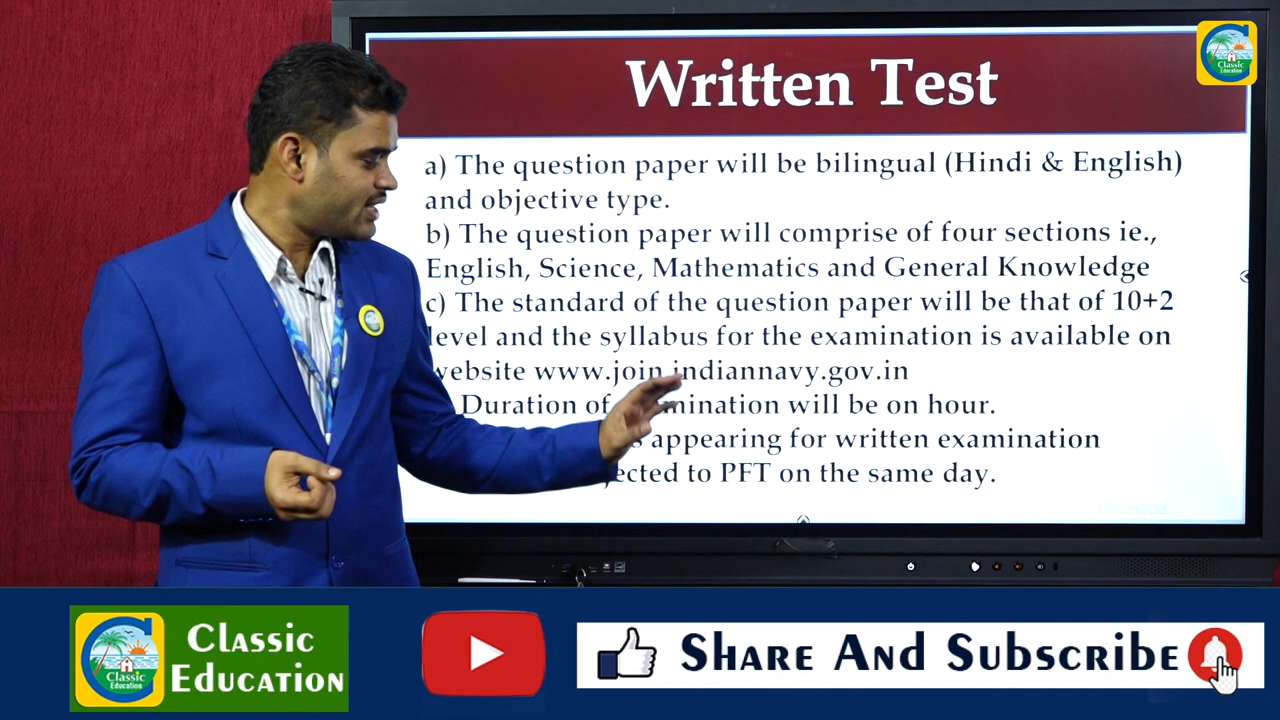 Written Test
Classic
Education
a) The question paper will be bilingual (Hindi & English)
and objective type.
b) The question paper will comprise of four sections ie.,
English, Science, Mathematics and General Knowledge
c) The standard of the question paper will be that of 10+2
level and the syllabus for the examination is available on
website www.join indiannavy.gov.in
Duration of mination will be on hour.
appearing for written examination
jected to PFT on the same day.
Classic
Education
Classic
Education
Share And Subscribe